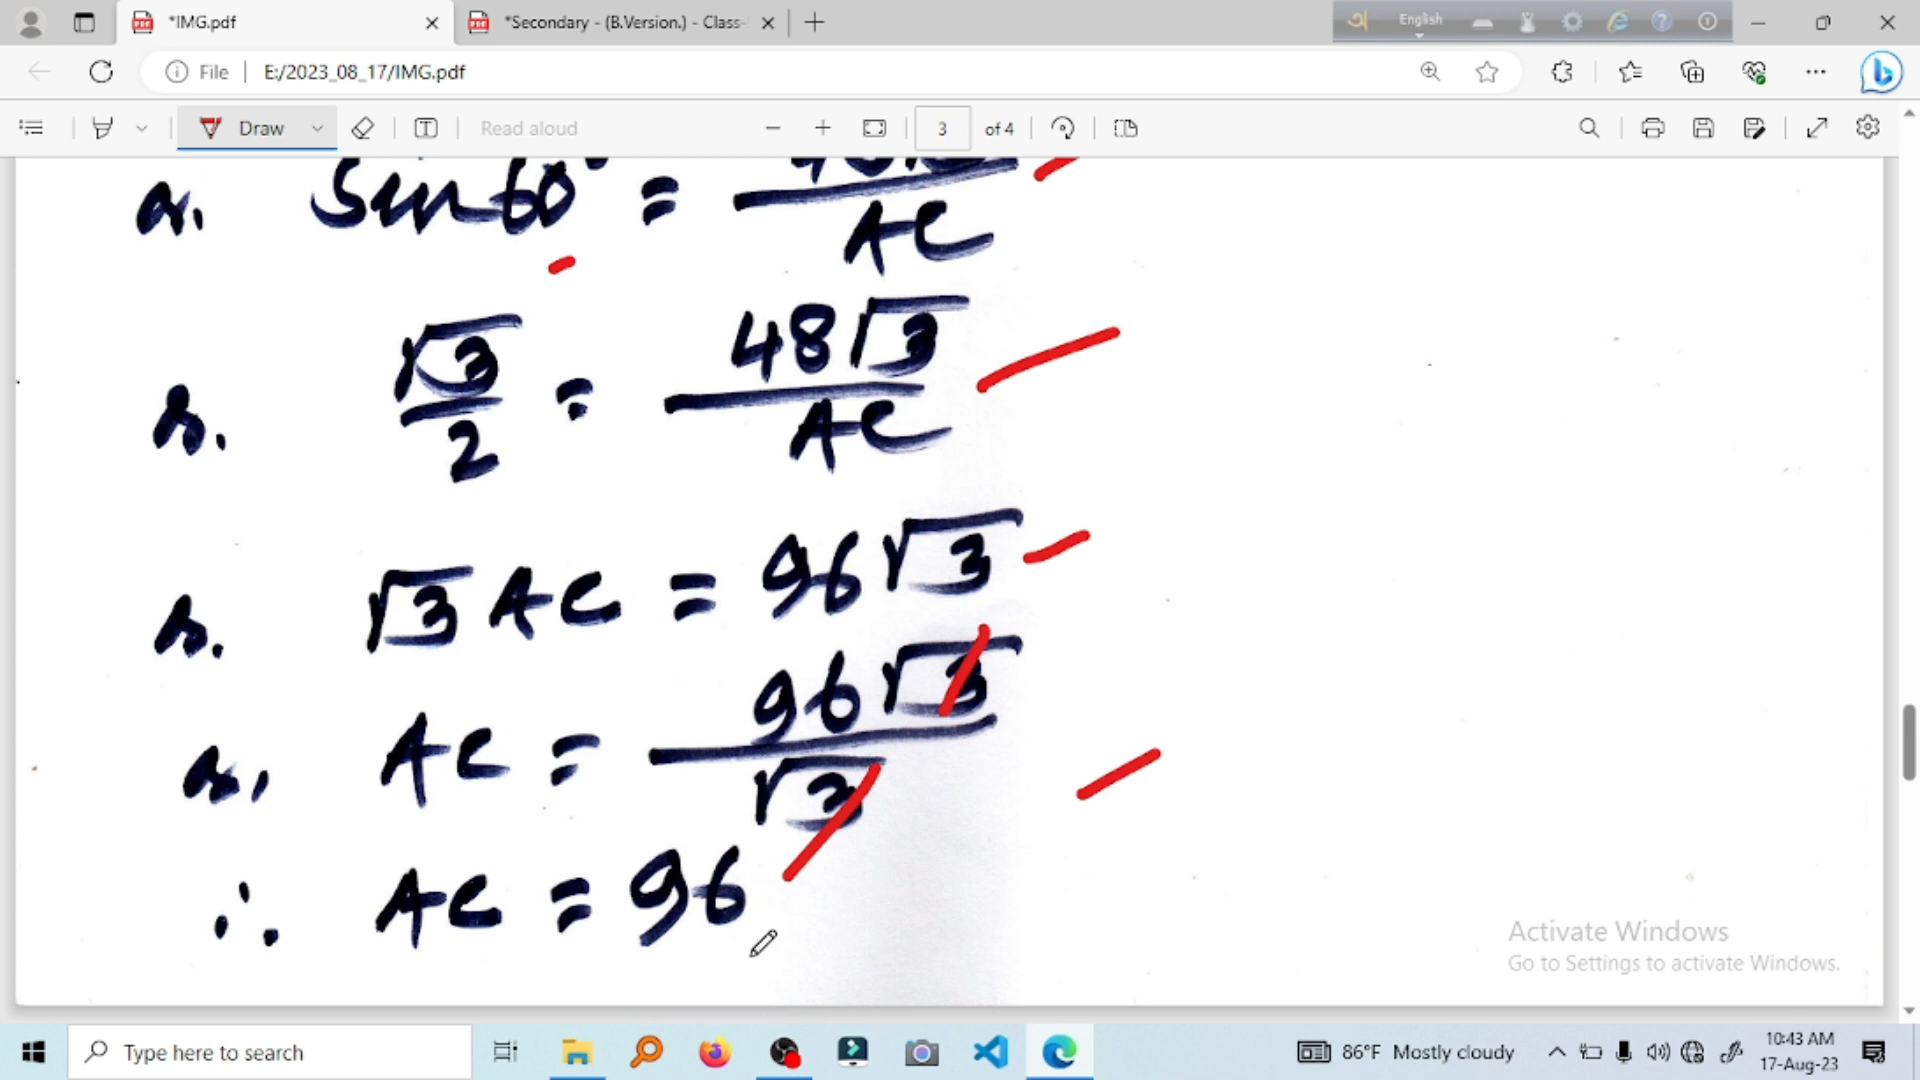 *IMG.pdf
*Secondary - (B.Version.) - Class-
English
File
E:/2023_08_17/IMG.pdf
Draw
Read aloud
3 of 4
Sin60° = 48√3/AC
√3/2 = 48√3/AC
√3 AC = 96√3
AC = 96√3/√3
∴ AC = 96
Activate Windows
Go to Settings to activate Windows.
Type here to search
86°F Mostly cloudy
10:43 AM
17-Aug-23